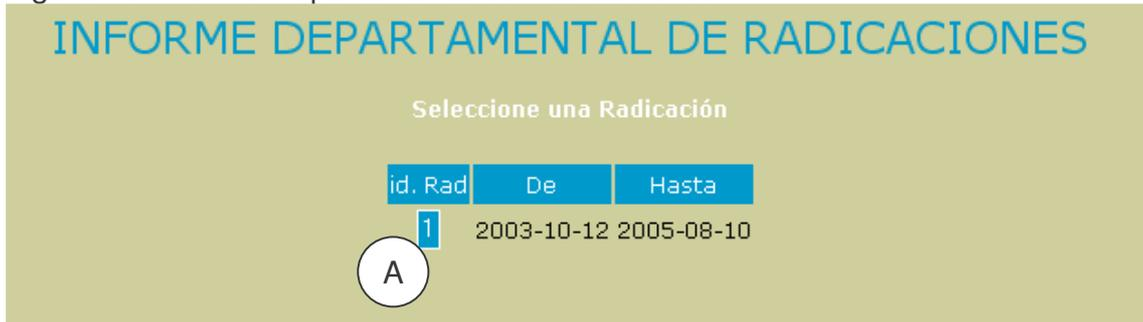 INFORME DEPARTAMENTAL DE RADICACIONES
Seleccione una Radicación
id. Rad De Hasta
1 2003-10-12 2005-08-10
A